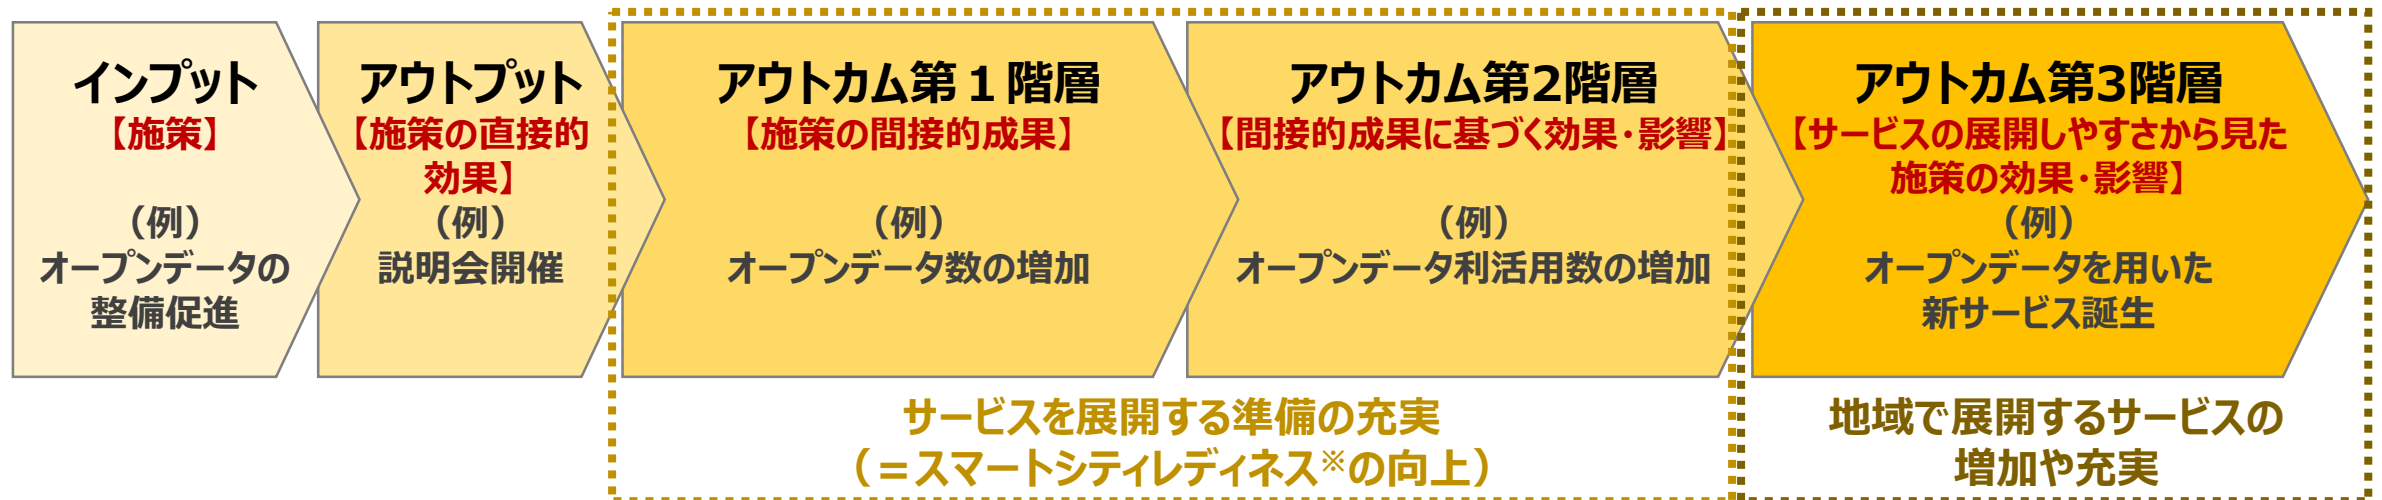 インプット
【施策】
（例）
オープンデータの
整備促進
アウトプット
【施策の直接的
効果】
（例）
説明会開催
アウトカム第１階層
【施策の間接的成果】
（例）
オープンデータ数の増加
アウトカム第2階層
【間接的成果に基づく効果・影響】
（例）
オープンデータ利活用数の増加
アウトカム第3階層
【サービスの展開しやすさから見た
施策の効果・影響】
（例）
オープンデータを用いた
新サービス誕生
サービスを展開する準備の充実
（＝スマートシティレディネス※の向上）
地域で展開するサービスの
増加や充実